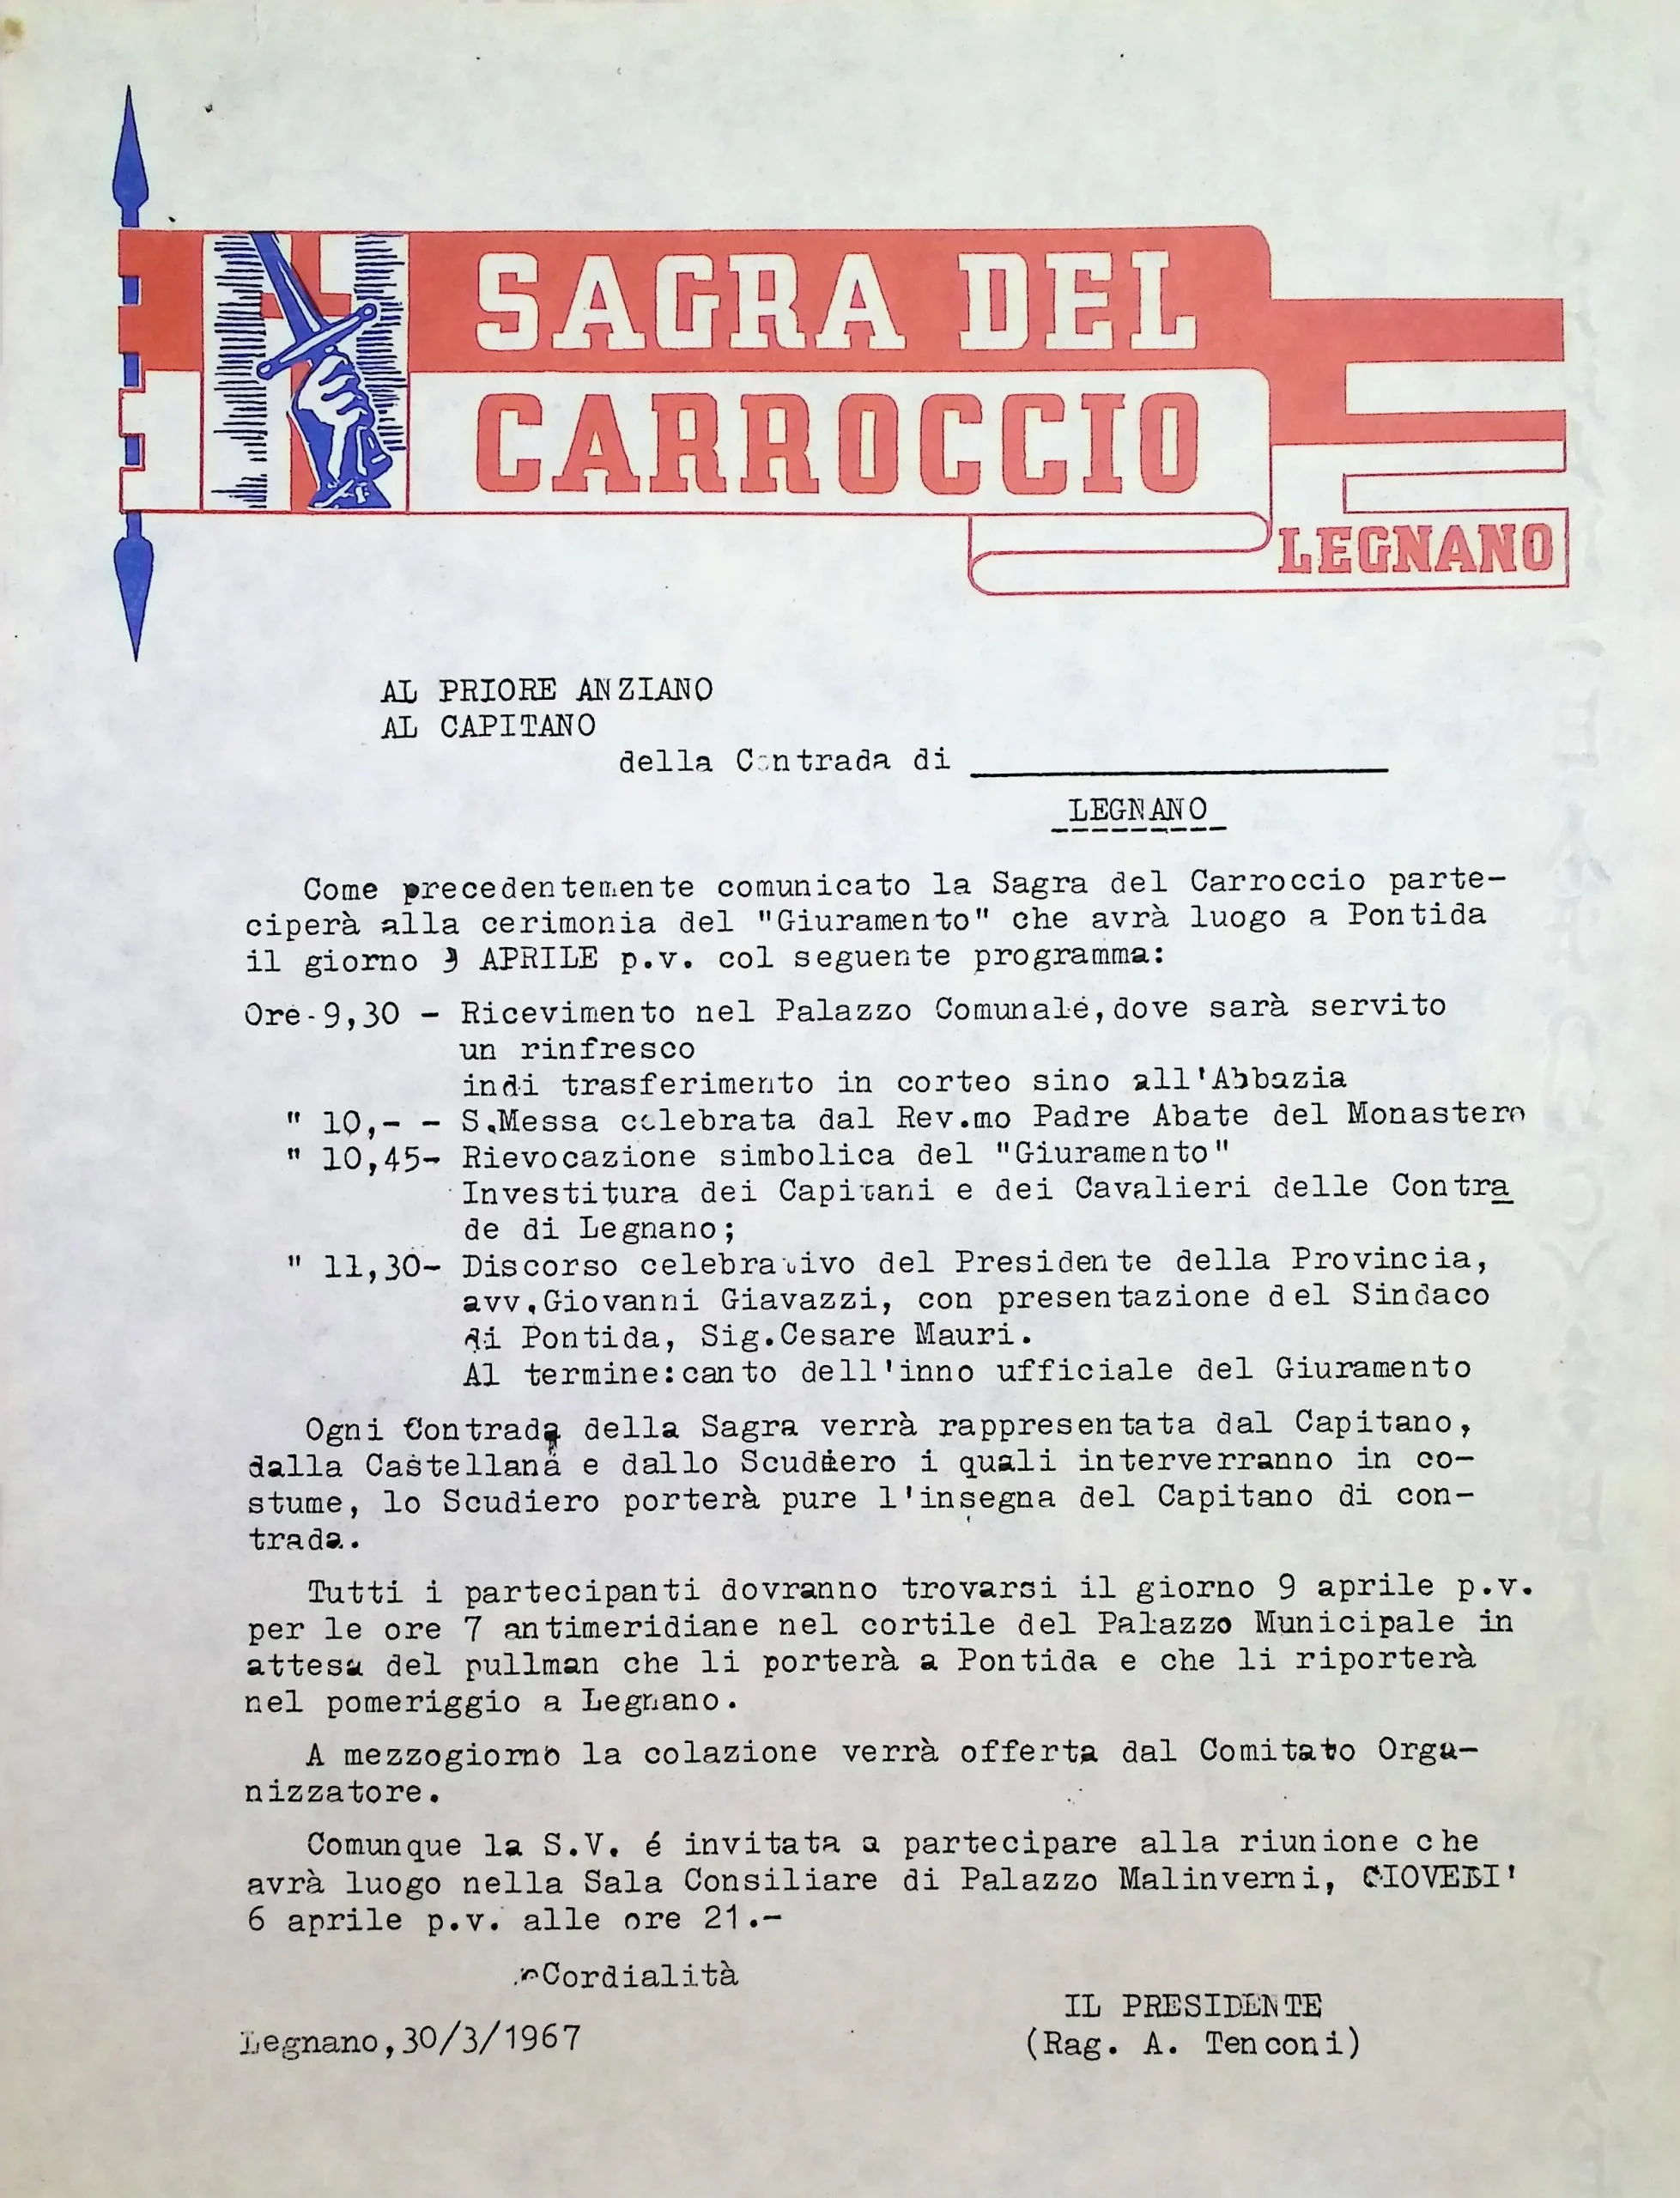 SAGRA DEL
CARROCCIO
LEGNANO
AL PRIORE ANZIANO
AL CAPITANO
della Contrada di
LEGNANO
Come precedentemente comunicato la Sagra del Carroccio parte-
ciperà alla cerimonia del "Giuramento" che avrà luogo a Pontida
il giorno 9 APRILE p.v. col seguente programma:
Ore 9,30 - Ricevimento nel Palazzo Comunale,dove sarà servito
un rinfresco
indi trasferimento in corteo sino all'Abbazia
" 10,- - S.Messa celebrata dal Rev.mo Padre Abate del Monastero
" 10,45- Rievocazione simbolica del "Giuramento"
Investitura dei Capitani e dei Cavalieri delle Contra
de di Legnano;
" 11,30- Discorso celebrativo del Presidente della Provincia,
avv.Giovanni Giavazzi, con presentazione del Sindaco
di Pontida, Sig.Cesare Mauri.
Al termine:canto dell'inno ufficiale del Giuramento
Ogni Contrada della Sagra verrà rappresentata dal Capitano,
dalla Castellana e dallo Scudiero i quali interverranno in co-
stume, lo Scudiero porterà pure l'insegna del Capitano di con-
trada.
Tutti i partecipanti dovranno trovarsi il giorno 9 aprile p.v.
per le ore 7 antimeridiane nel cortile del Palazzo Municipale in
attesa del pullman che li porterà a Pontida e che li riporterà
nel pomeriggio a Legnano.
A mezzogiorno la colazione verrà offerta dal Comitato Orga-
nizzatore.
Comunque la S.V. é invitata a partecipare alla riunione che
avrà luogo nella Sala Consiliare di Palazzo Malinverni, GIOVEDI'
6 aprile p.v. alle ore 21.-
Cordialità
IL PRESIDENTE
Legnano,30/3/1967
(Rag. A. Tenconi)